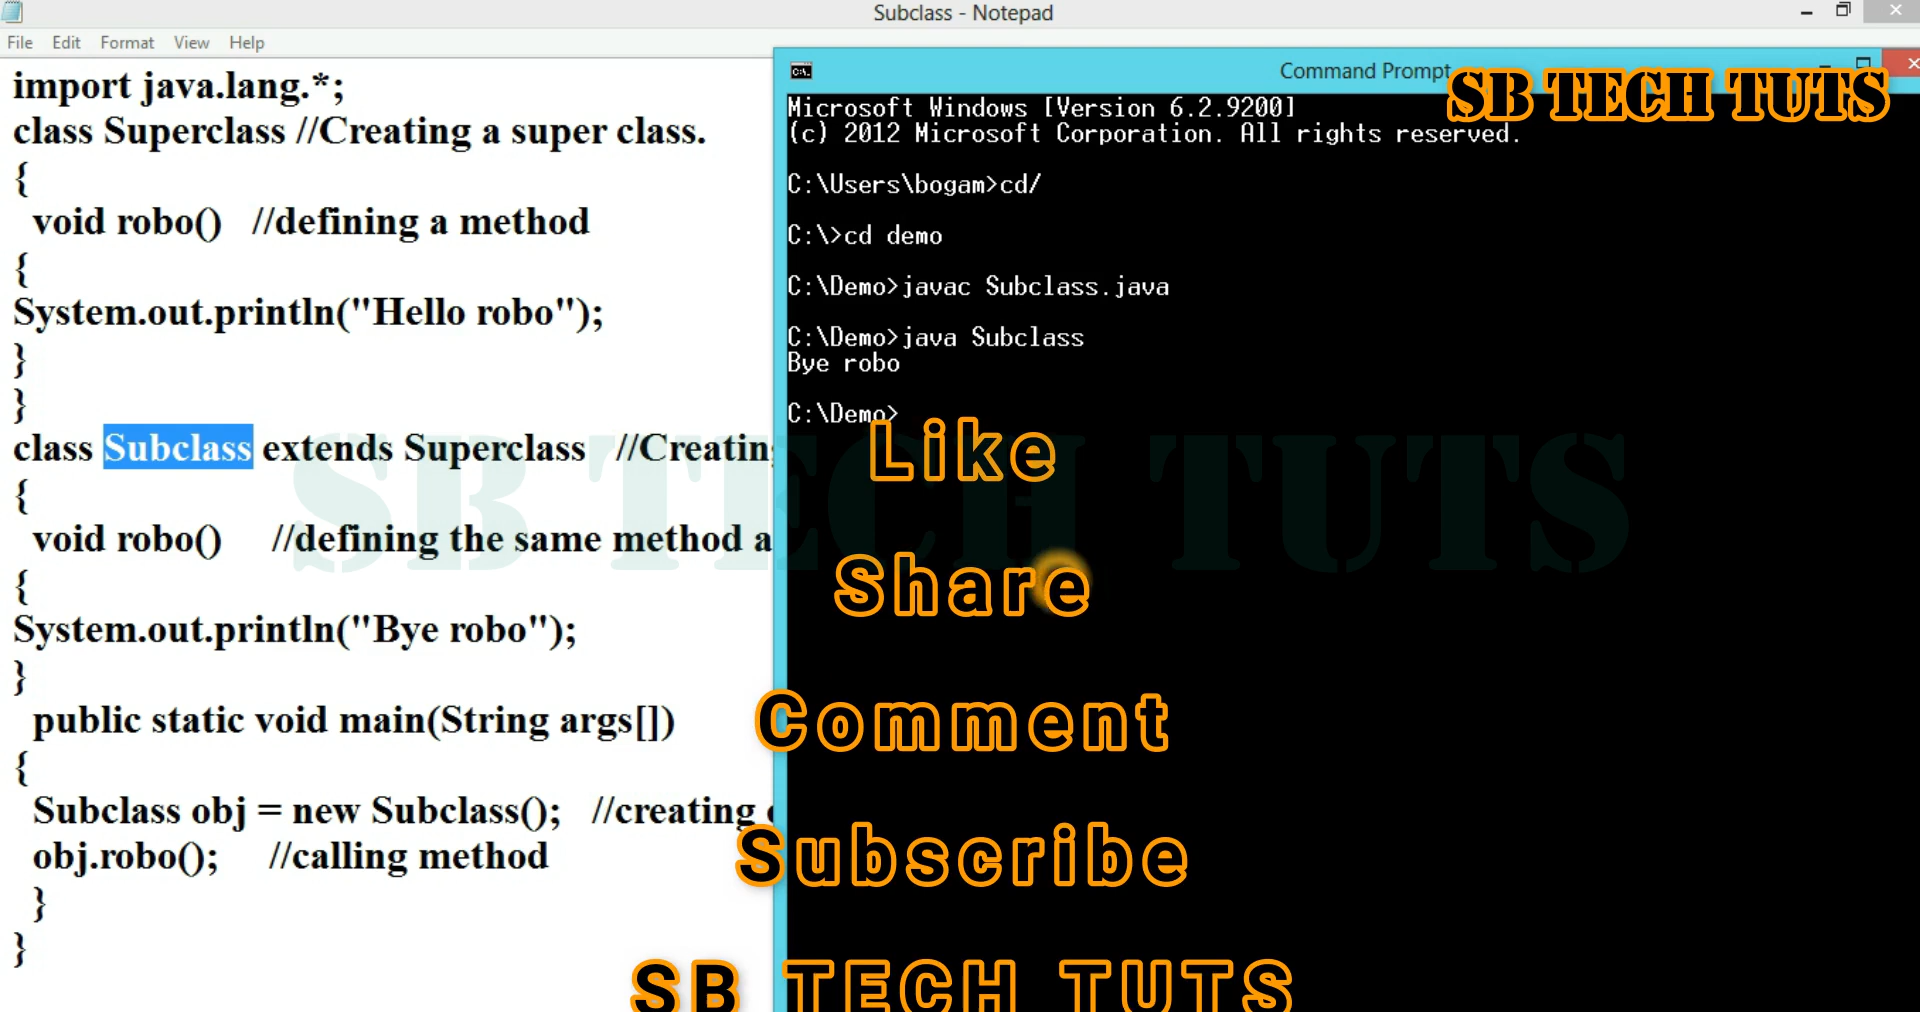 Subclass - Notepad
File Edit Format View Help
import java.lang.*;
class Superclass //Creating a super class.
{
void robo() //defining a method
{
System.out.println("Hello robo");
}
}
class Subclass extends Superclass //Creating
{
void robo() //defining the same method a
{
System.out.println("Bye robo");
}
public static void main(String args[])
{
Subclass obj = new Subclass(); //creating
obj.robo(); //calling method
}
}
Command Prompt
SB TECH TUTS
Microsoft Windows [Version 6.2.9200]
(c) 2012 Microsoft Corporation. All rights reserved.
C:\Users\bogam>cd/
C:\>cd demo
C:\Demo>javac Subclass.java
C:\Demo>java Subclass
Bye robo
C:\Demo>
SB TECH TUTS
Like
Share
Comment
Subscribe
SB TECH TUTS